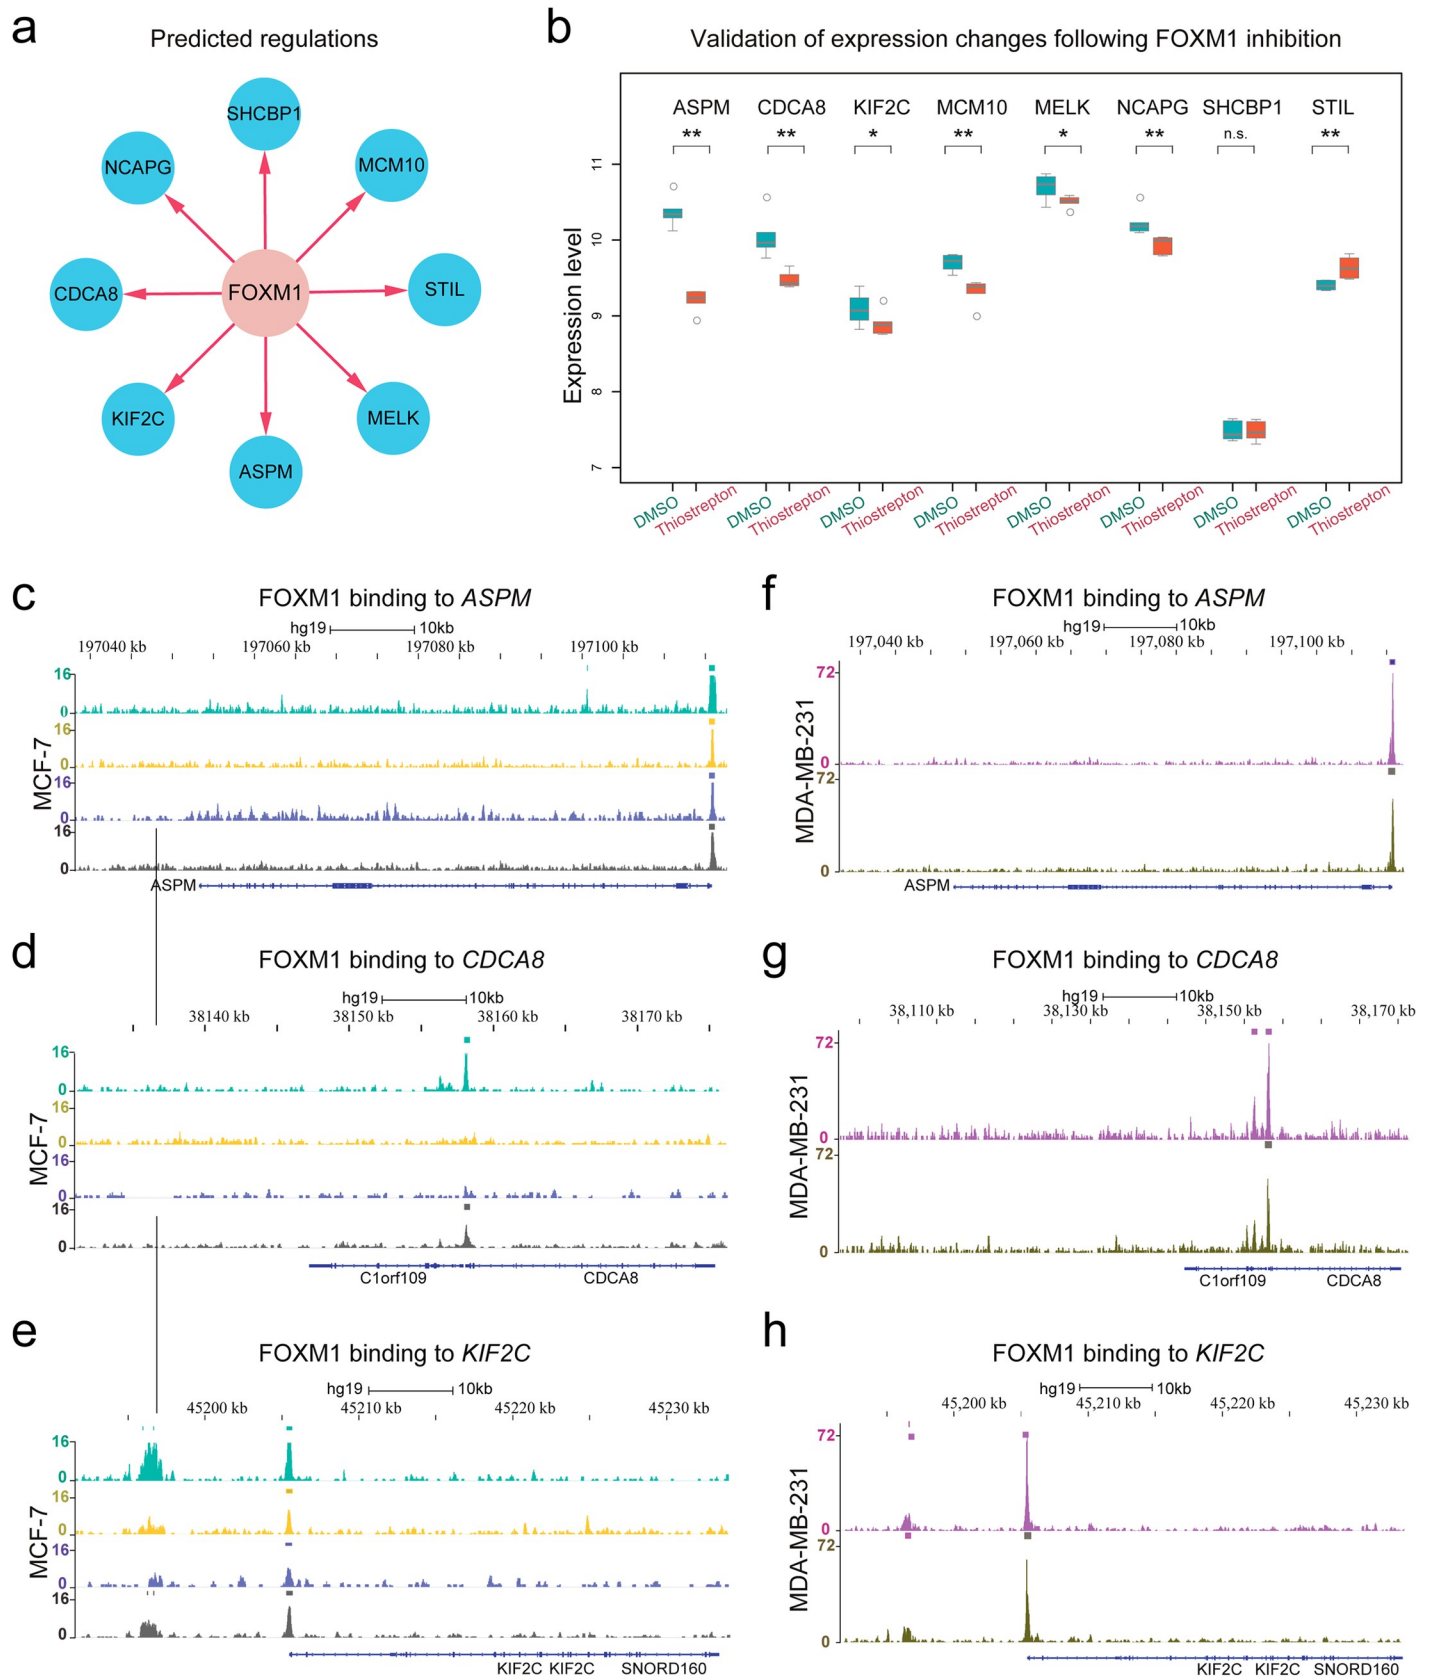 a
Predicted regulations
SHCBP1
NCAPG
MCM10
CDCA8
FOXM1
STIL
KIF2C
MELK
ASPM
b
Validation of expression changes following FOXM1 inhibition
ASPM CDCA8 KIF2C MCM10 MELK NCAPG SHCBP1 STIL
** ** * ** * ** n.s. **
Expression level
11
10
9
8
7
DMSO Thiostrepton DMSO Thiostrepton DMSO Thiostrepton DMSO Thiostrepton DMSO Thiostrepton DMSO Thiostrepton DMSO Thiostrepton DMSO Thiostrepton
c
FOXM1 binding to ASPM
hg19 10kb
197040 kb 197060 kb 197080 kb 197100 kb
MCF-7
16
0
16
0
16
0
16
0
ASPM
d
FOXM1 binding to CDCA8
hg19 10kb
38140 kb 38150 kb 38160 kb 38170 kb
MCF-7
16
0
16
0
16
0
16
0
C1orf109 CDCA8
e
FOXM1 binding to KIF2C
hg19 10kb
45200 kb 45210 kb 45220 kb 45230 kb
MCF-7
16
0
16
0
16
0
16
0
KIF2C KIF2C SNORD160
f
FOXM1 binding to ASPM
hg19 10kb
197,040 kb 197,060 kb 197,080 kb 197,100 kb
MDA-MB-231
72
0
72
0
ASPM
g
FOXM1 binding to CDCA8
hg19 10kb
38,110 kb 38,130 kb 38,150 kb 38,170 kb
MDA-MB-231
72
0
72
0
C1orf109 CDCA8
h
FOXM1 binding to KIF2C
hg19 10kb
45,200 kb 45,210 kb 45,220 kb 45,230 kb
MDA-MB-231
72
0
72
0
KIF2C KIF2C SNORD160